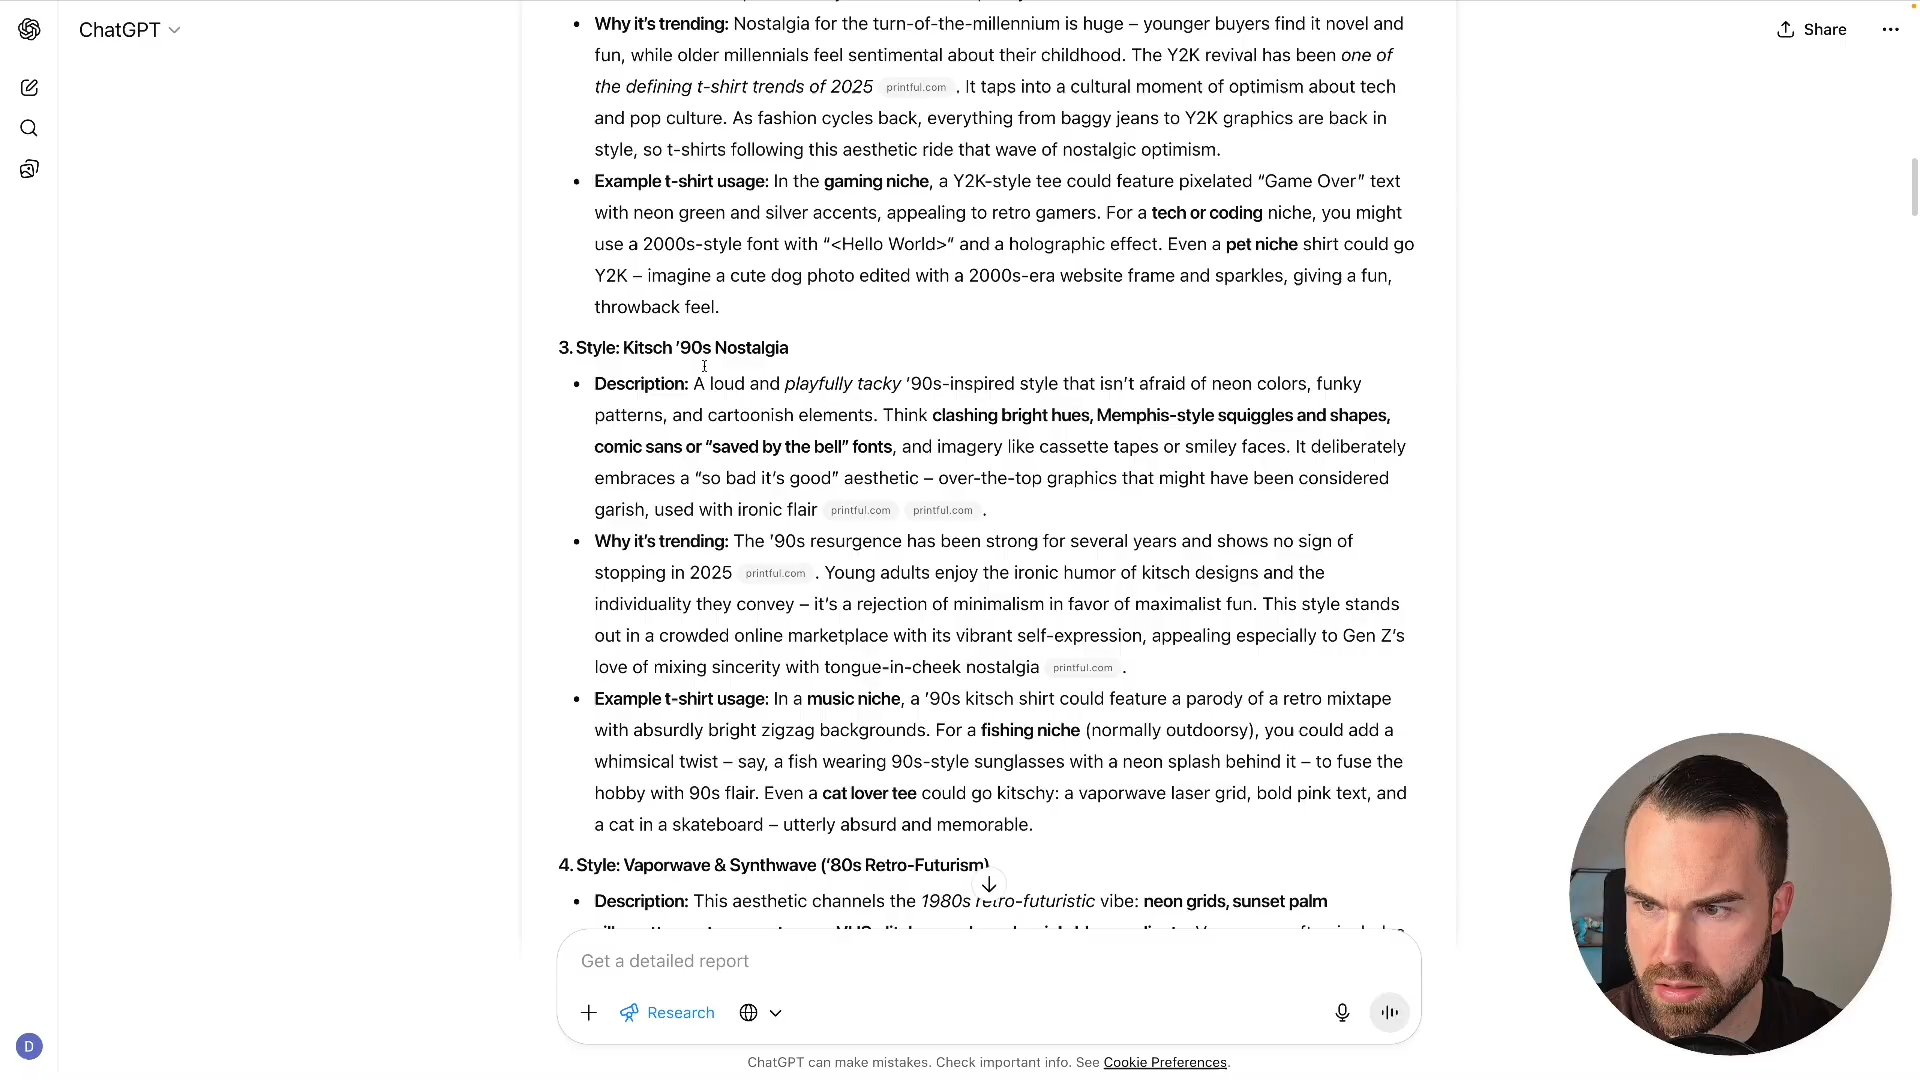 ChatGPT
Share
Why it’s trending: Nostalgia for the turn-of-the-millennium is huge – younger buyers find it novel and
fun, while older millennials feel sentimental about their childhood. The Y2K revival has been one of
the defining t-shirt trends of 2025 printful.com . It taps into a cultural moment of optimism about tech
and pop culture. As fashion cycles back, everything from baggy jeans to Y2K graphics are back in
style, so t-shirts following this aesthetic ride that wave of nostalgic optimism.
Example t-shirt usage: In the gaming niche, a Y2K-style tee could feature pixelated “Game Over” text
with neon green and silver accents, appealing to retro gamers. For a tech or coding niche, you might
use a 2000s-style font with “<Hello World>” and a holographic effect. Even a pet niche shirt could go
Y2K – imagine a cute dog photo edited with a 2000s-era website frame and sparkles, giving a fun,
throwback feel.
3. Style: Kitsch ’90s Nostalgia
Description: A loud and playfully tacky ’90s-inspired style that isn’t afraid of neon colors, funky
patterns, and cartoonish elements. Think clashing bright hues, Memphis-style squiggles and shapes,
comic sans or “saved by the bell” fonts, and imagery like cassette tapes or smiley faces. It deliberately
embraces a “so bad it’s good” aesthetic – over-the-top graphics that might have been considered
garish, used with ironic flair printful.com printful.com .
Why it’s trending: The ’90s resurgence has been strong for several years and shows no sign of
stopping in 2025 printful.com . Young adults enjoy the ironic humor of kitsch designs and the
individuality they convey – it’s a rejection of minimalism in favor of maximalist fun. This style stands
out in a crowded online marketplace with its vibrant self-expression, appealing especially to Gen Z’s
love of mixing sincerity with tongue-in-cheek nostalgia printful.com .
Example t-shirt usage: In a music niche, a ’90s kitsch shirt could feature a parody of a retro mixtape
with absurdly bright zigzag backgrounds. For a fishing niche (normally outdoorsy), you could add a
whimsical twist – say, a fish wearing 90s-style sunglasses with a neon splash behind it – to fuse the
hobby with 90s flair. Even a cat lover tee could go kitschy: a vaporwave laser grid, bold pink text, and
a cat in a skateboard – utterly absurd and memorable.
4. Style: Vaporwave & Synthwave (’80s Retro-Futurism)
Description: This aesthetic channels the 1980s retro-futuristic vibe: neon grids, sunset palm
Get a detailed report
Research
D
ChatGPT can make mistakes. Check important info. See Cookie Preferences.